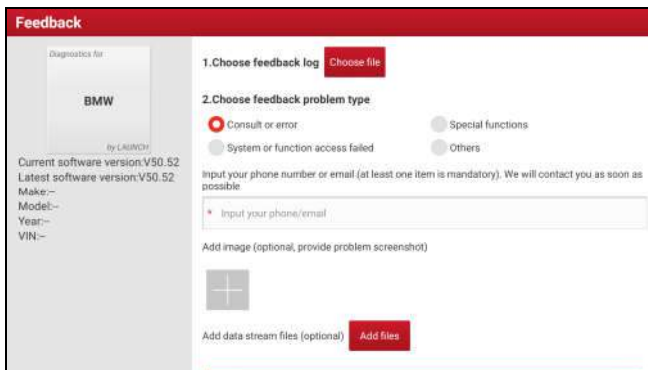 Feedback
Diagnostics for
BMW
by LAUNCH
Current software version:V50.52
Latest software version:V50.52
Make:--
Model:--
Year:--
VIN:--
1.Choose feedback log Choose file
2.Choose feedback problem type
Consult or error Special functions
System or function access failed Others
Input your phone number or email (at least one item is mandatory). We will contact you as soon as
possible
* Input your phone/email
Add image (optional, provide problem screenshot)
Add data stream files (optional) Add files